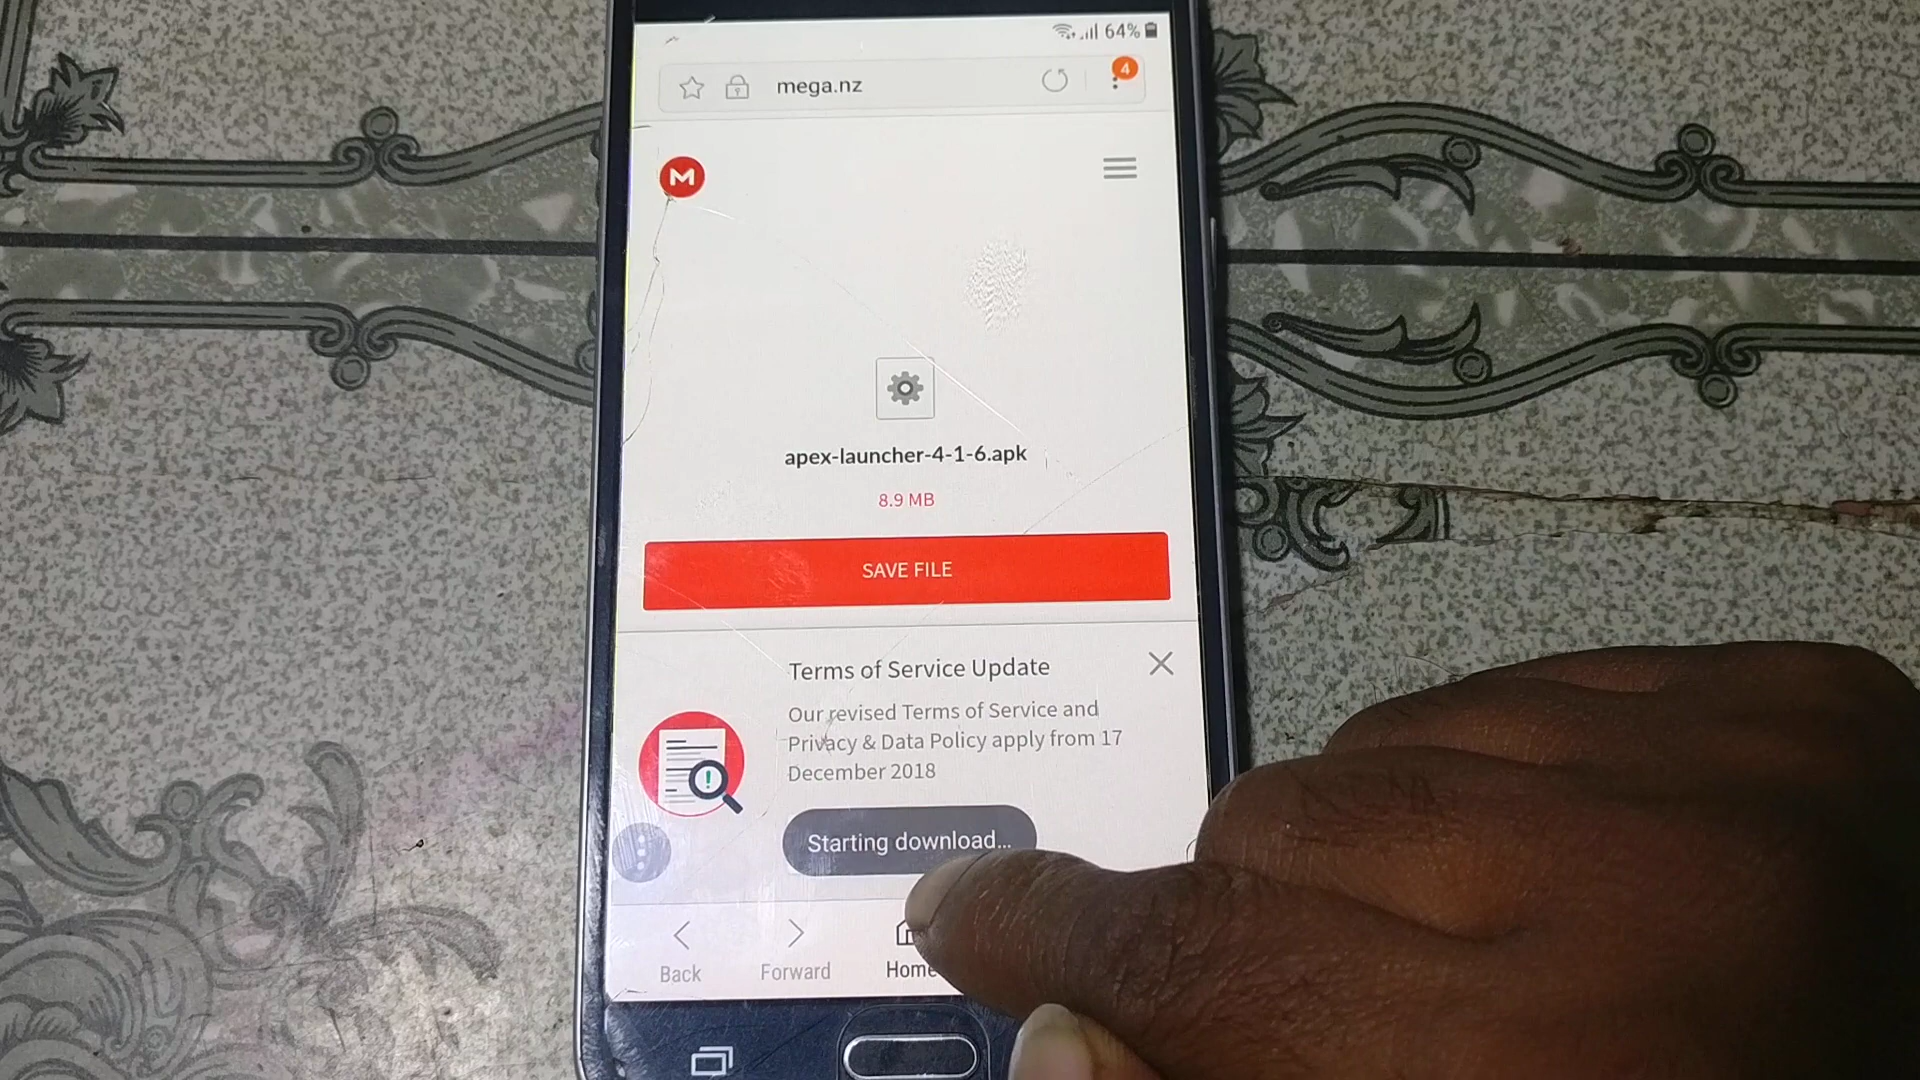 64%
mega.nz
4
M
apex-launcher-4-1-6.apk
8.9 MB
SAVE FILE
Terms of Service Update
Our revised Terms of Service and
Privacy & Data Policy apply from 17
December 2018
Starting download...
Back
Forward
Home